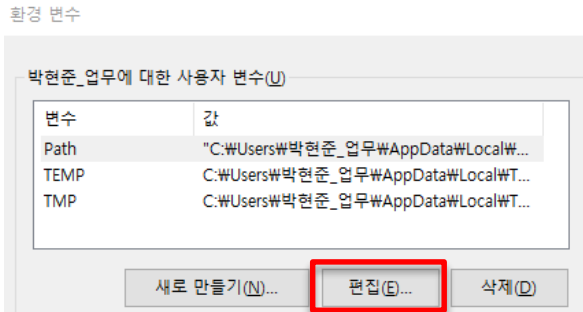 환경 변수
박현준_업무에 대한 사용자 변수(U)
변수 값
Path "C:₩Users₩박현준_업무₩AppData₩Local₩...
TEMP C:₩Users₩박현준_업무₩AppData₩Local₩T...
TMP C:₩Users₩박현준_업무₩AppData₩Local₩T...
새로 만들기(N)... 편집(E)... 삭제(D)